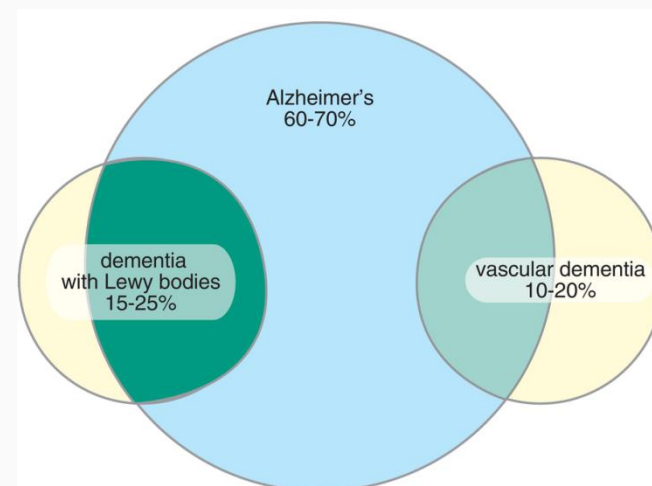 Alzheimer's
60-70%
dementia
with Lewy bodies
15-25%
vascular dementia
10-20%